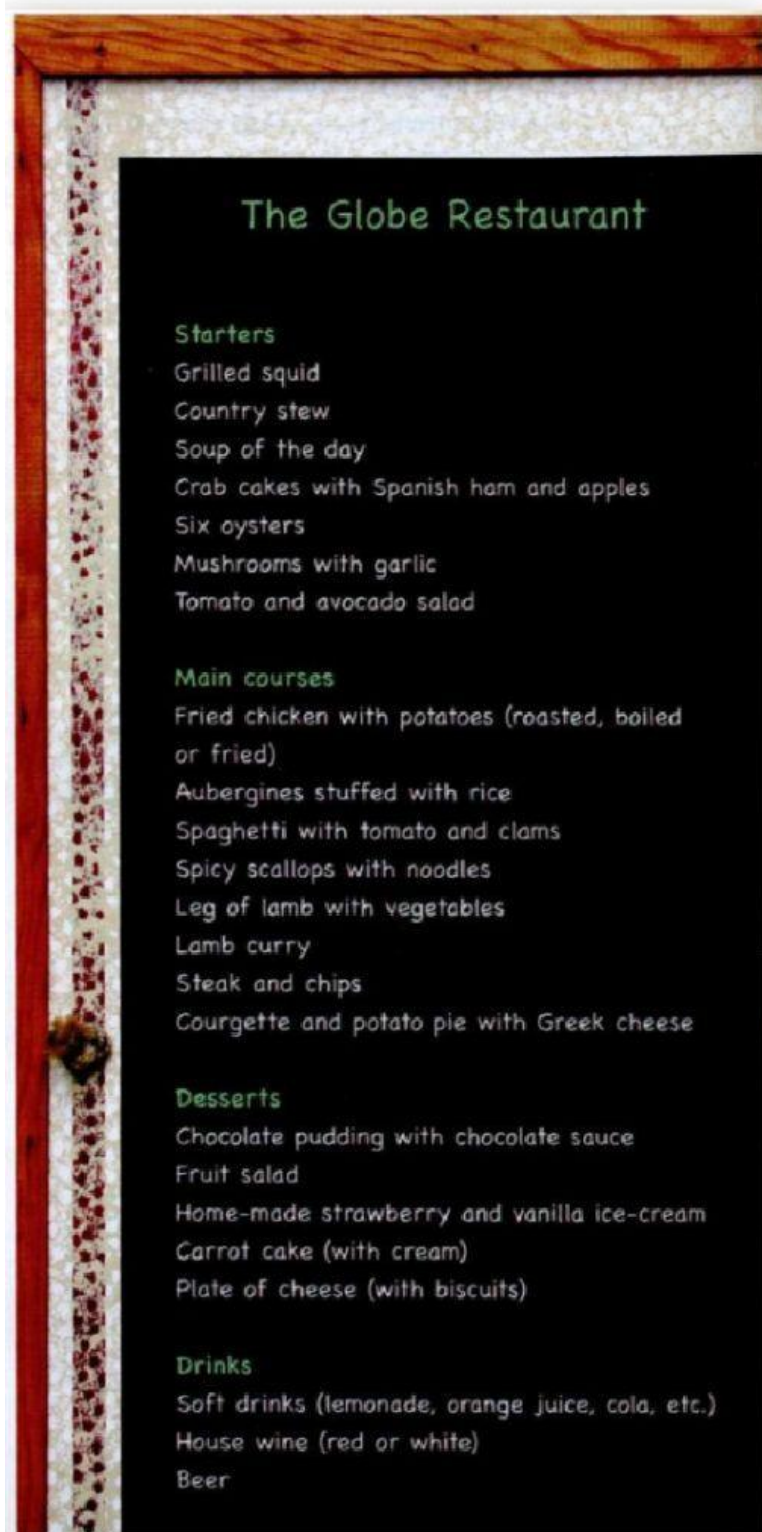 The Globe Restaurant
Starters
Grilled squid
Country stew
Soup of the day
Crab cakes with Spanish ham and apples
Six oysters
Mushrooms with garlic
Tomato and avocado salad
Main courses
Fried chicken with potatoes (roasted, boiled
or fried)
Aubergines stuffed with rice
Spaghetti with tomato and clams
Spicy scallops with noodles
Leg of lamb with vegetables
Lamb curry
Steak and chips
Courgette and potato pie with Greek cheese
Desserts
Chocolate pudding with chocolate sauce
Fruit salad
Home-made strawberry and vanilla ice-cream
Carrot cake (with cream)
Plate of cheese (with biscuits)
Drinks
Soft drinks (lemonade, orange juice, cola, etc.)
House wine (red or white)
Beer